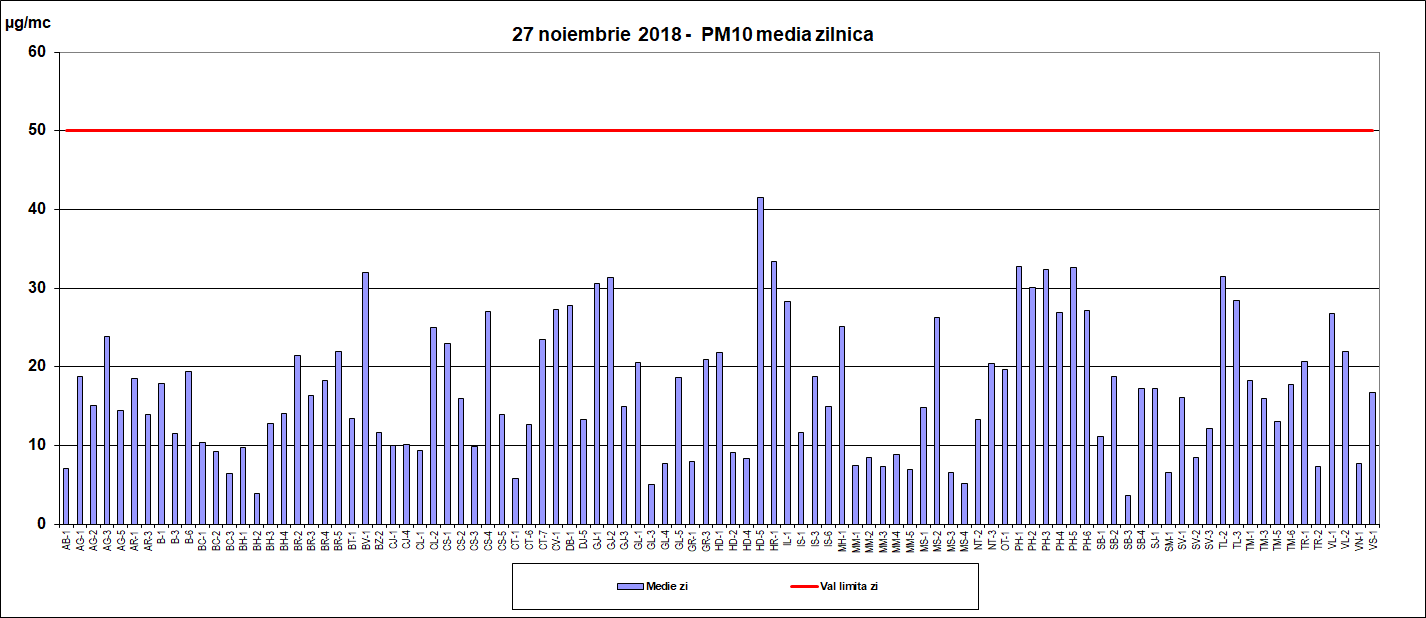 µg/mc
27 noiembrie 2018 - PM10 media zilnica
60
50
40
30
20
10
0
AB-1 AG-1 AG-2 AG-3 AG-5 AR-1 AR-3 B-1 B-3 B-6 BC-1 BC-2 BC-3 BH-1 BH-2 BH-3 BH-4 BR-2 BR-3 BR-4 BR-5 BT-1 BV-1 BZ-2 CJ-1 CJ-4 CL-1 CL-2 CS-1 CS-2 CS-3 CS-4 CS-5 CT-1 CT-6 CT-7 CV-1 DB-1 DJ-5 GJ-1 GJ-2 GJ-3 GL-1 GL-3 GL-4 GL-5 GR-1 GR-3 HD-1 HD-2 HD-4 HD-5 HR-1 IL-1 IS-1 IS-3 IS-6 MH-1 MM-1 MM-2 MM-3 MM-4 MM-5 MS-1 MS-2 MS-3 MS-4 NT-2 NT-3 OT-1 PH-1 PH-2 PH-3 PH-4 PH-5 PH-6 SB-1 SB-2 SB-3 SB-4 SJ-1 SM-1 SV-1 SV-2 SV-3 TL-2 TL-3 TM-1 TM-3 TM-5 TM-6 TR-1 TR-2 VL-1 VL-2 VN-1 VS-1
Medie zi Val limita zi